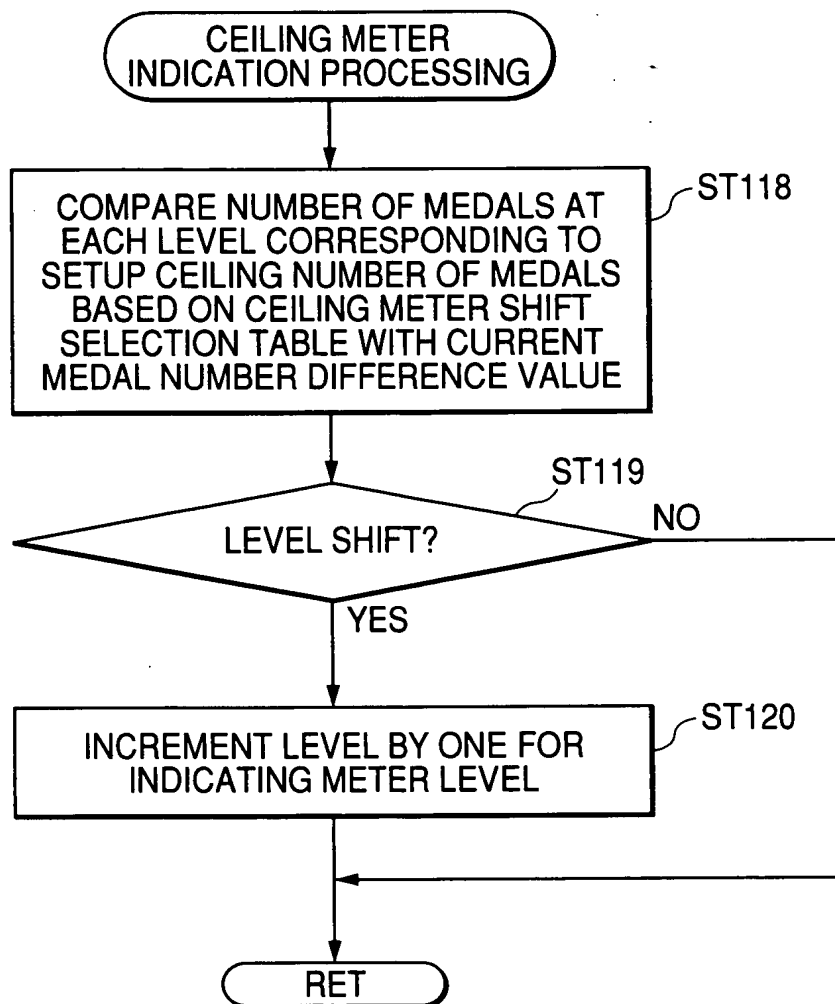 CEILING METER
INDICATION PROCESSING
ST118
COMPARE NUMBER OF MEDALS AT
EACH LEVEL CORRESPONDING TO
SETUP CEILING NUMBER OF MEDALS
BASED ON CEILING METER SHIFT
SELECTION TABLE WITH CURRENT
MEDAL NUMBER DIFFERENCE VALUE
ST119
LEVEL SHIFT?
NO
YES
ST120
INCREMENT LEVEL BY ONE FOR
INDICATING METER LEVEL
RET